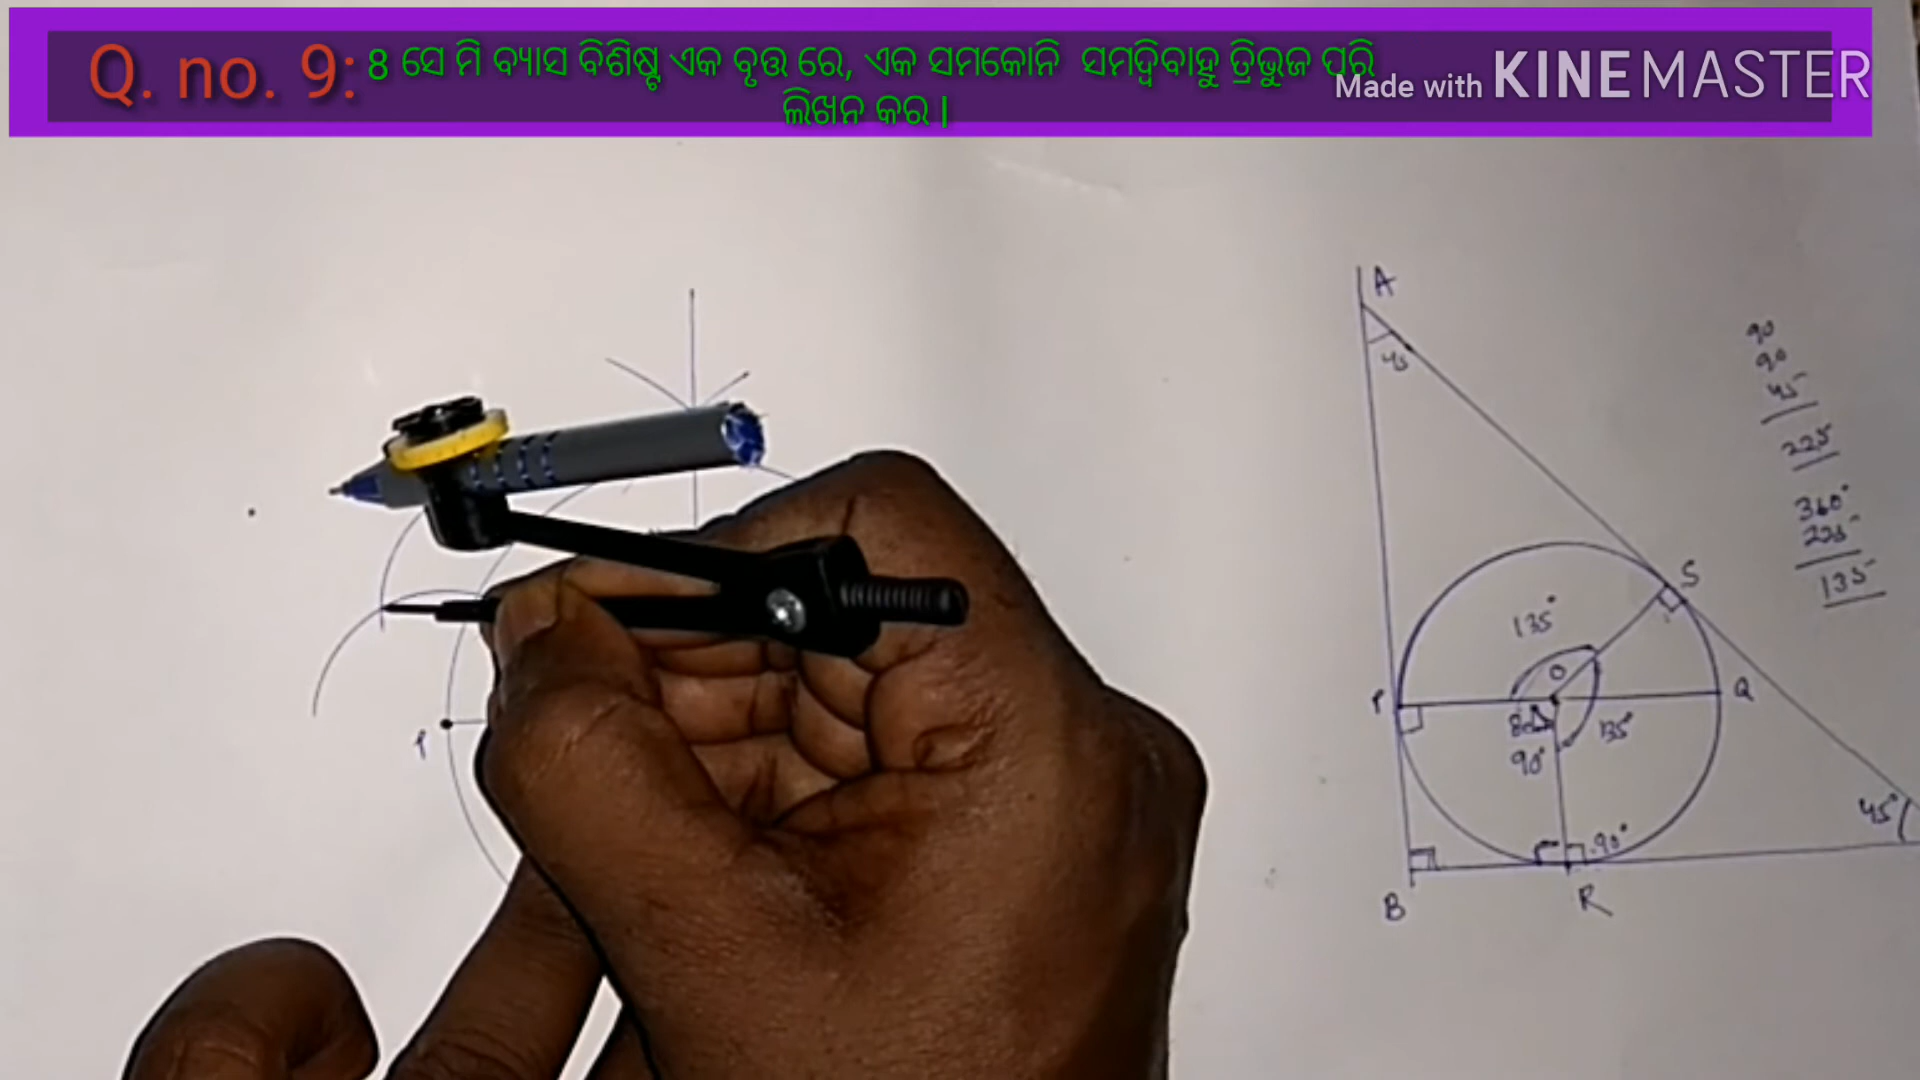 Q. no. 9: 8 ସେ ମି ବ୍ୟାସ ବିଶିଷ୍ଟ ଏକ ବୃତ୍ତ ରେ, ଏକ ସମକୋନି ସମଦ୍ୱିବାହୁ ତ୍ରିଭୁଜ ପରି
ଲିଖନ କର |
Made with KINEMASTER
P
A
45
S
135°
O
P
Q
90°
135°
90°
45°
B
R
90
90
45
225
360°
225
135